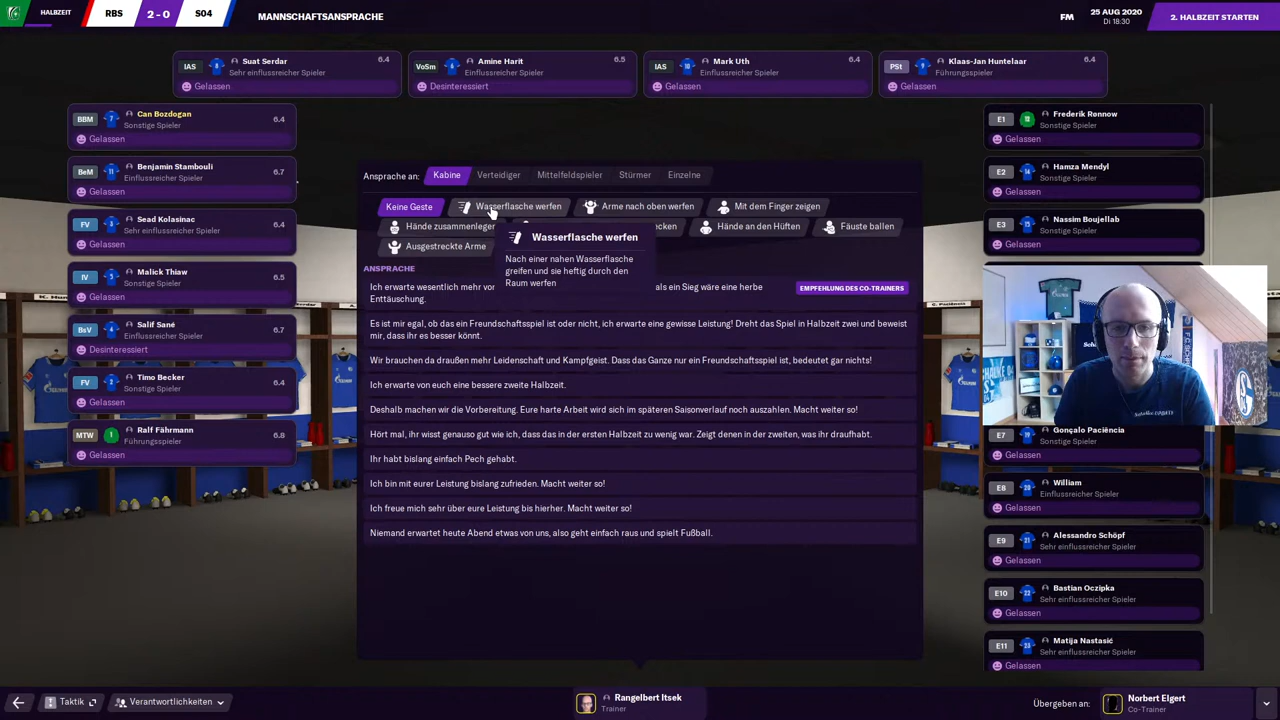 HALBZEIT
RBS 2 - 0 S04
MANNSCHAFTSANSPRACHE
FM
25 AUG 2020
Di 18:30
2. HALBZEIT STARTEN
IAS 8 Suat Serdar 6.4
Sehr einflussreicher Spieler
Gelassen
VoSm 6 Amine Harit 6.5
Einflussreicher Spieler
Desinteressiert
IAS 10 Mark Uth 6.4
Einflussreicher Spieler
Gelassen
PSt 9 Klaas-Jan Huntelaar 6.4
Führungsspieler
Gelassen
BBM 7 Can Bozdogan 6.4
Sonstige Spieler
Gelassen
BeM 11 Benjamin Stambouli 6.7
Einflussreicher Spieler
Gelassen
FV Sead Kolasinac 6.4
Sehr einflussreicher Spieler
Gelassen
IV 5 Malick Thiaw 6.5
Sonstige Spieler
Gelassen
BsV 4 Salif Sané 6.7
Einflussreicher Spieler
Desinteressiert
FV 2 Timo Becker 6.4
Sonstige Spieler
Gelassen
MTW 1 Ralf Fährmann 6.8
Führungsspieler
Gelassen
Ansprache an: Kabine Verteidiger Mittelfeldspieler Stürmer Einzelne
Keine Geste Wasserflasche werfen Arme nach oben werfen Mit dem Finger zeigen
Hände zusammenlegen ecken Hände an den Hüften Fäuste ballen
Ausgestreckte Arme
Wasserflasche werfen
Nach einer nahen Wasserflasche
greifen und sie heftig durch den
Raum werfen
ANSPRACHE
Ich erwarte wesentlich mehr von als ein Sieg wäre eine herbe
Enttäuschung.
EMPFEHLUNG DES CO-TRAINERS
Es ist mir egal, ob das ein Freundschaftsspiel ist oder nicht, ich erwarte eine gewisse Leistung! Dreht das Spiel in Halbzeit zwei und beweist
mir, dass ihr es besser könnt.
Wir brauchen da draußen mehr Leidenschaft und Kampfgeist. Dass das Ganze nur ein Freundschaftsspiel ist, bedeutet gar nichts!
Ich erwarte von euch eine bessere zweite Halbzeit.
Deshalb machen wir die Vorbereitung. Eure harte Arbeit wird sich im späteren Saisonverlauf noch auszahlen. Macht weiter so!
Hört mal, ihr wisst genauso gut wie ich, dass das in der ersten Halbzeit zu wenig war. Zeigt denen in der zweiten, was ihr draufhabt.
Ihr habt bislang einfach Pech gehabt.
Ich bin mit eurer Leistung bislang zufrieden. Macht weiter so!
Ich freue mich sehr über eure Leistung bis hierher. Macht weiter so!
Niemand erwartet heute Abend etwas von uns, also geht einfach raus und spielt Fußball.
E1 Frederik Rønnow
Sonstige Spieler
Gelassen
E2 Hamza Mendyl
Sonstige Spieler
Gelassen
E3 Nassim Boujellab
Sonstige Spieler
E7 Gonçalo Paciência
Gelassen
E8 20 William
Einflussreicher Spieler
Gelassen
E9 21 Alessandro Schöpf
Sehr einflussreicher Spieler
Gelassen
E10 22 Bastian Oczipka
Sehr einflussreicher Spieler
Gelassen
E11 Matija Nastasić
Sehr einflussreicher Spieler
Gelassen
Taktik Verantwortlichkeiten
Rangelbert Itsek
Trainer
Übergeben an:
Norbert Elgert
Co-Trainer